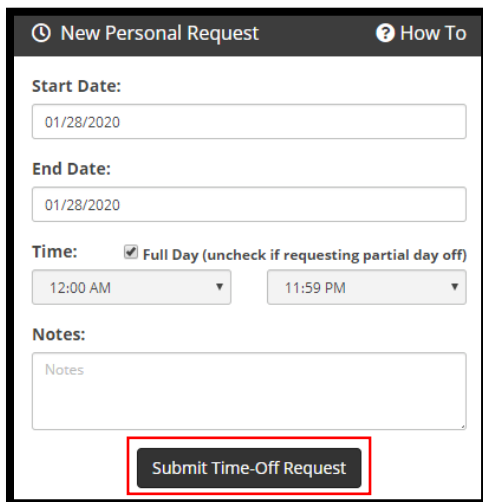 New Personal Request How To
Start Date:
01/28/2020
End Date:
01/28/2020
Time: Full Day (uncheck if requesting partial day off)
12:00 AM 11:59 PM
Notes:
Notes
Submit Time-Off Request